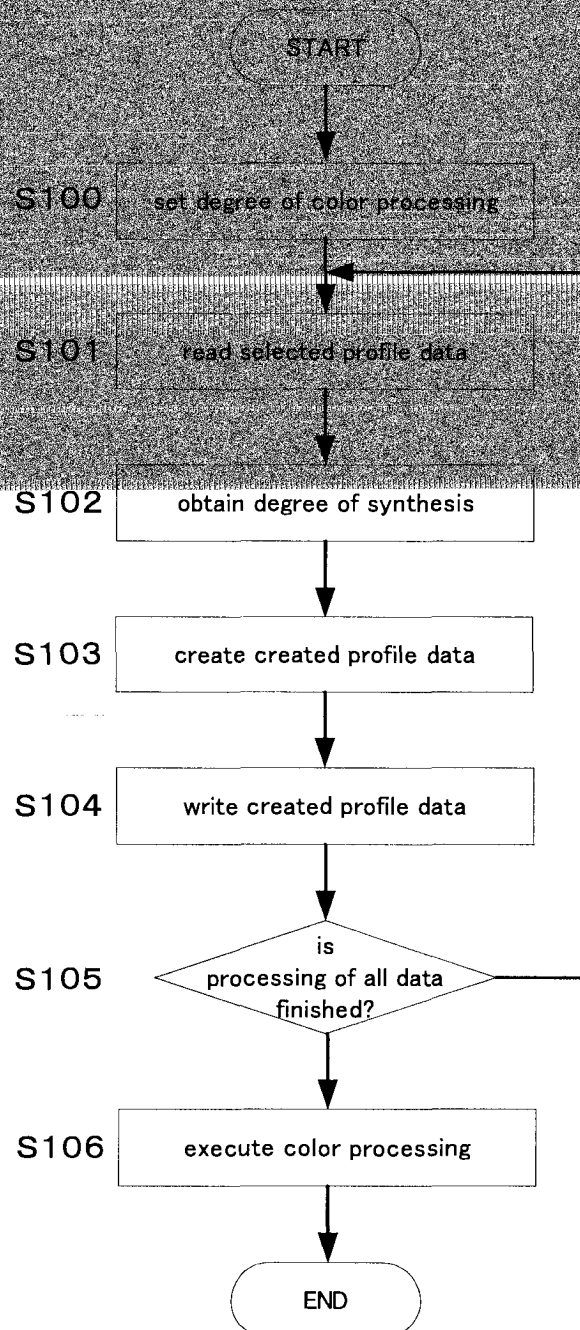 START
S100 set degree of color processing
S101 read selected profile data
S102 obtain degree of synthesis
S103 create created profile data
S104 write created profile data
is
S105 processing of all data
finished?
S106 execute color processing
END